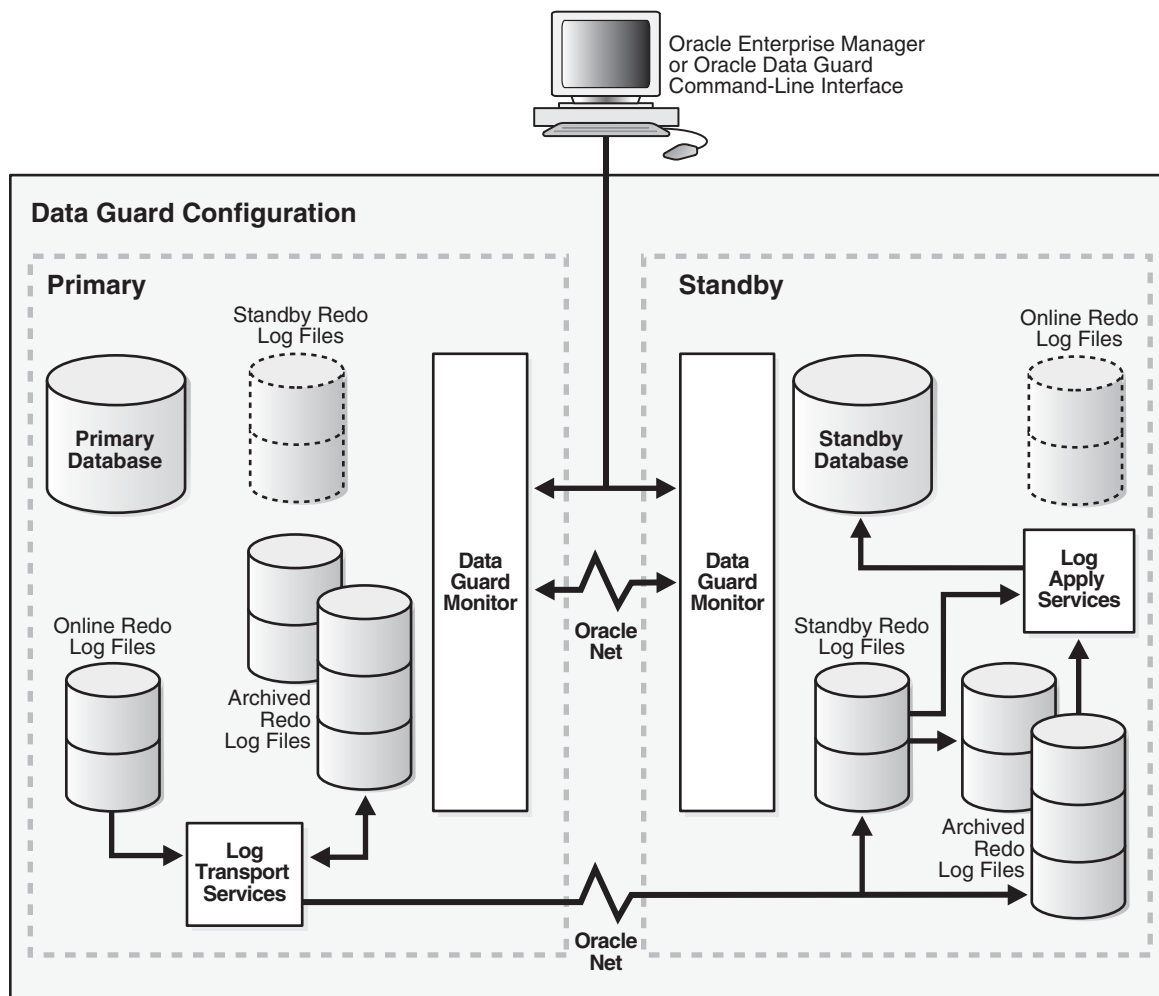 Oracle Enterprise Manager
or Oracle Data Guard
Command-Line Interface
Data Guard Configuration
Primary
Standby Redo
Log Files
Primary
Database
Data
Guard
Monitor
Online Redo
Log Files
Archived
Redo
Log Files
Log
Transport
Services
Oracle
Net
Oracle
Net
Standby
Online Redo
Log Files
Standby
Database
Data
Guard
Monitor
Log
Apply
Services
Standby Redo
Log Files
Archived
Redo
Log Files